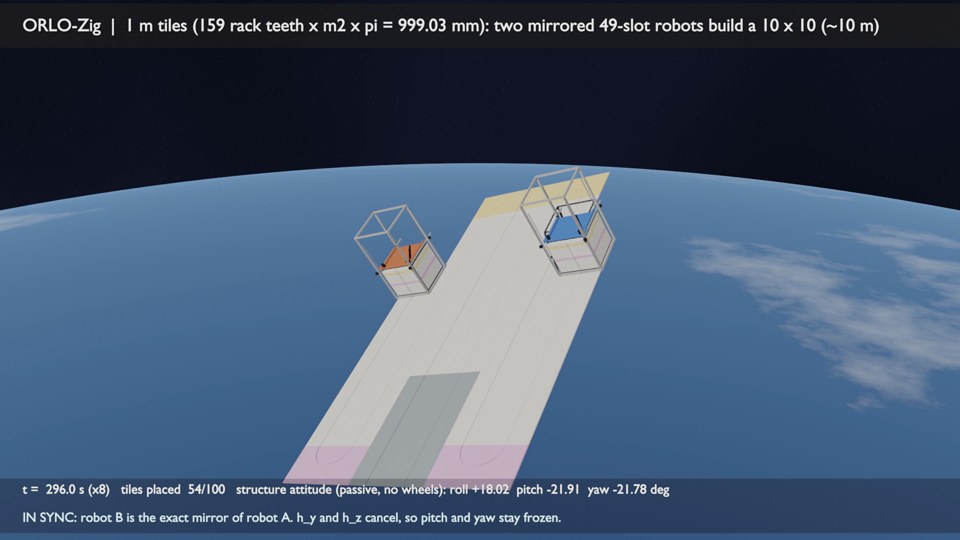 ORLO-Zig | 1 m tiles (159 rack teeth x m2 x pi = 999.03 mm): two mirrored 49-slot robots build a 10 x 10 (~10 m)
t = 296.0 s (x8) tiles placed 54/100 structure attitude (passive, no wheels): roll +18.02 pitch -21.91 yaw -21.78 deg
IN SYNC: robot B is the exact mirror of robot A. h_y and h_z cancel, so pitch and yaw stay frozen.